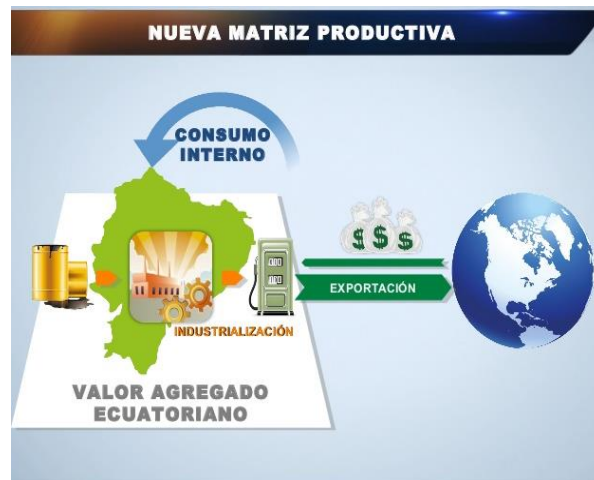 NUEVA MATRIZ PRODUCTIVA
CONSUMO
INTERNO
$ $ $
EXPORTACIÓN
INDUSTRIALIZACIÓN
VALOR AGREGADO
ECUATORIANO